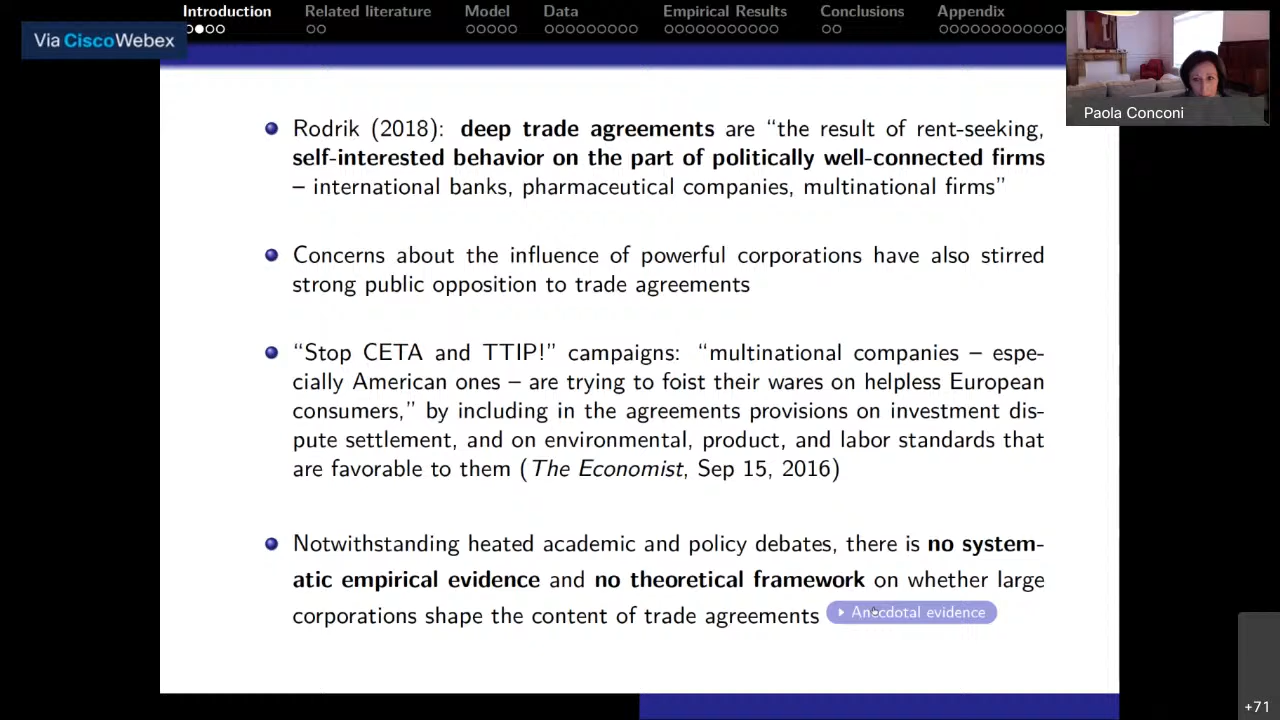 Introduction Related literature Model Data Empirical Results Conclusions Appendix
Via Cisco Webex
Paola Conconi
Rodrik (2018): deep trade agreements are “the result of rent-seeking,
self-interested behavior on the part of politically well-connected firms
– international banks, pharmaceutical companies, multinational firms”
Concerns about the influence of powerful corporations have also stirred
strong public opposition to trade agreements
“Stop CETA and TTIP!” campaigns: “multinational companies – espe-
cially American ones – are trying to foist their wares on helpless European
consumers,” by including in the agreements provisions on investment dis-
pute settlement, and on environmental, product, and labor standards that
are favorable to them (The Economist, Sep 15, 2016)
Notwithstanding heated academic and policy debates, there is no system-
atic empirical evidence and no theoretical framework on whether large
corporations shape the content of trade agreements Anecdotal evidence
+71